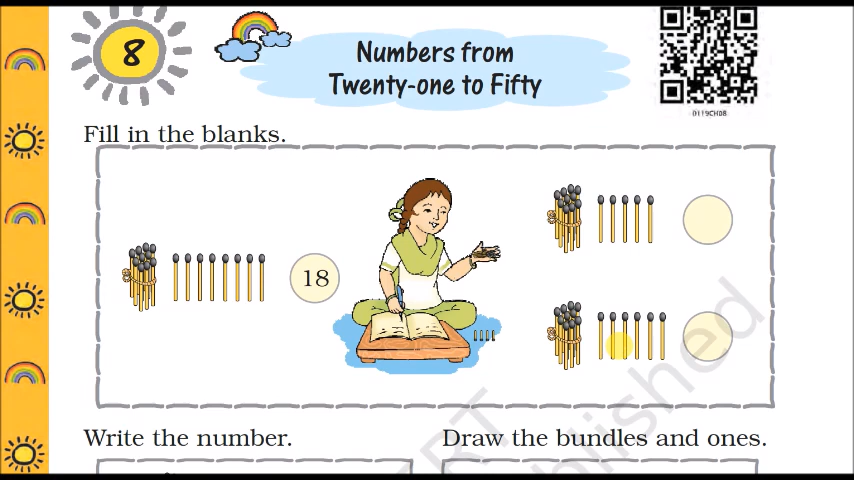 8
Numbers from
Twenty-one to Fifty
0119CH08
Fill in the blanks.
18
Write the number.
Draw the bundles and ones.